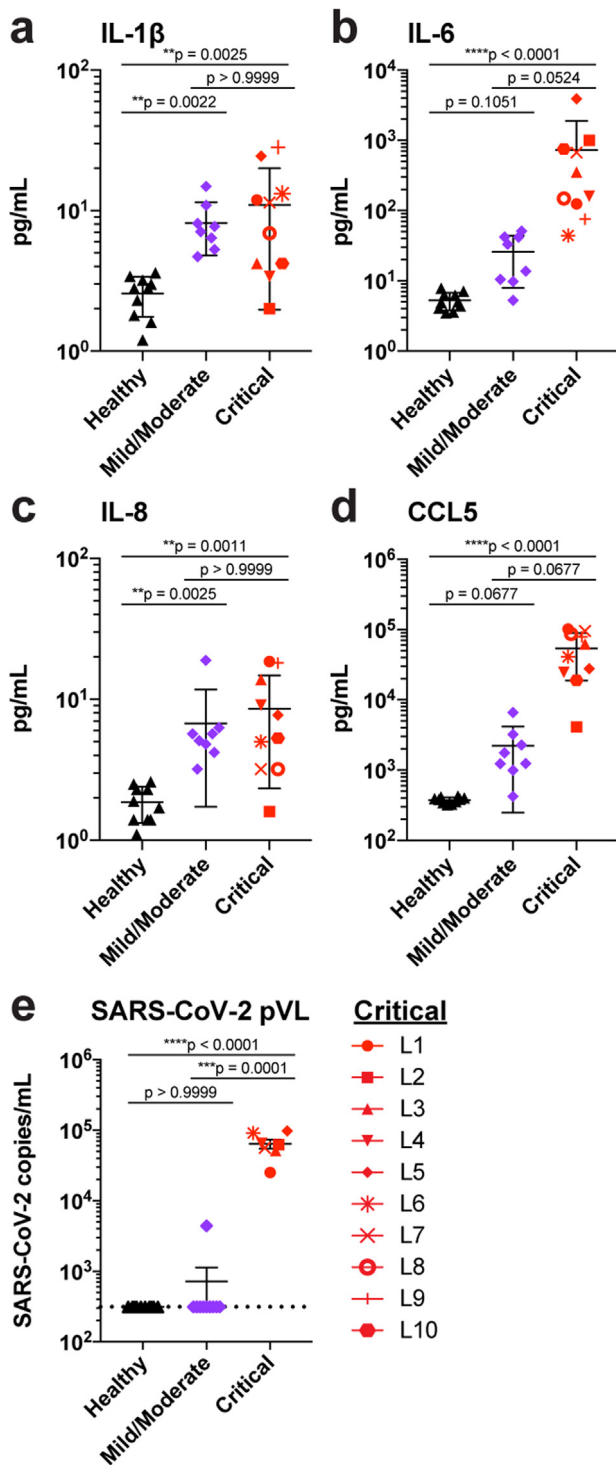 a IL-1β
**p = 0.0025
p > 0.9999
**p = 0.0022
10²
10¹
10⁰
pg/mL
Healthy
Mild/Moderate
Critical
b IL-6
****p < 0.0001
p = 0.0524
p = 0.1051
10⁴
10³
10²
10¹
10⁰
pg/mL
Healthy
Mild/Moderate
Critical
c IL-8
**p = 0.0011
p > 0.9999
**p = 0.0025
10²
10¹
10⁰
pg/mL
Healthy
Mild/Moderate
Critical
d CCL5
****p < 0.0001
p = 0.0677
p = 0.0677
10⁶
10⁵
10⁴
10³
10²
pg/mL
Healthy
Mild/Moderate
Critical
e SARS-CoV-2 pVL
****p < 0.0001
***p = 0.0001
p > 0.9999
10⁶
10⁵
10⁴
10³
10²
SARS-CoV-2 copies/mL
Healthy
Mild/Moderate
Critical
Critical
L1
L2
L3
L4
L5
L6
L7
L8
L9
L10